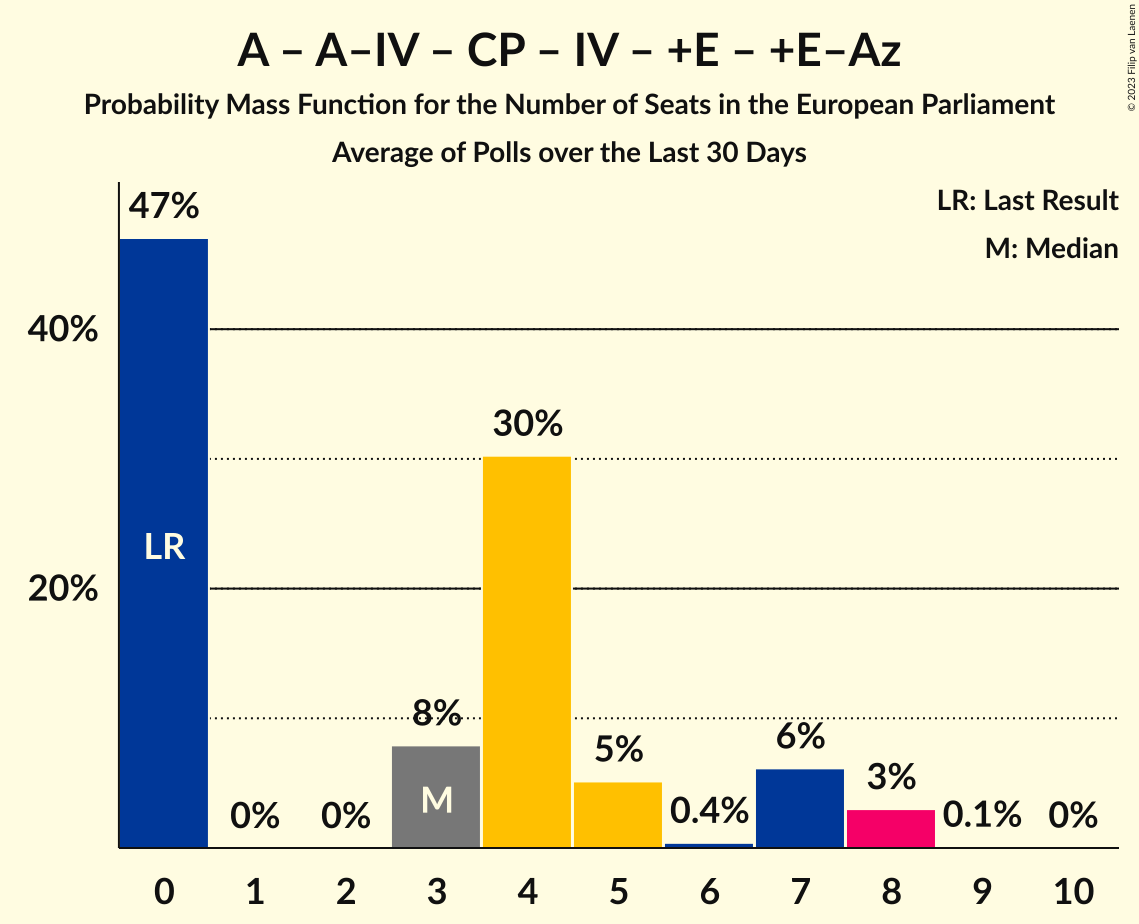 A – A–IV – CP – IV – +E – +E–Az
Probability Mass Function for the Number of Seats in the European Parliament
Average of Polls over the Last 30 Days
© 2023 Filip van Laenen
LR: Last Result
M: Median
47%
40%
30%
20%
LR
8%
M
5%
6%
3%
0% 0% 0.4% 0.1% 0%
0 1 2 3 4 5 6 7 8 9 10